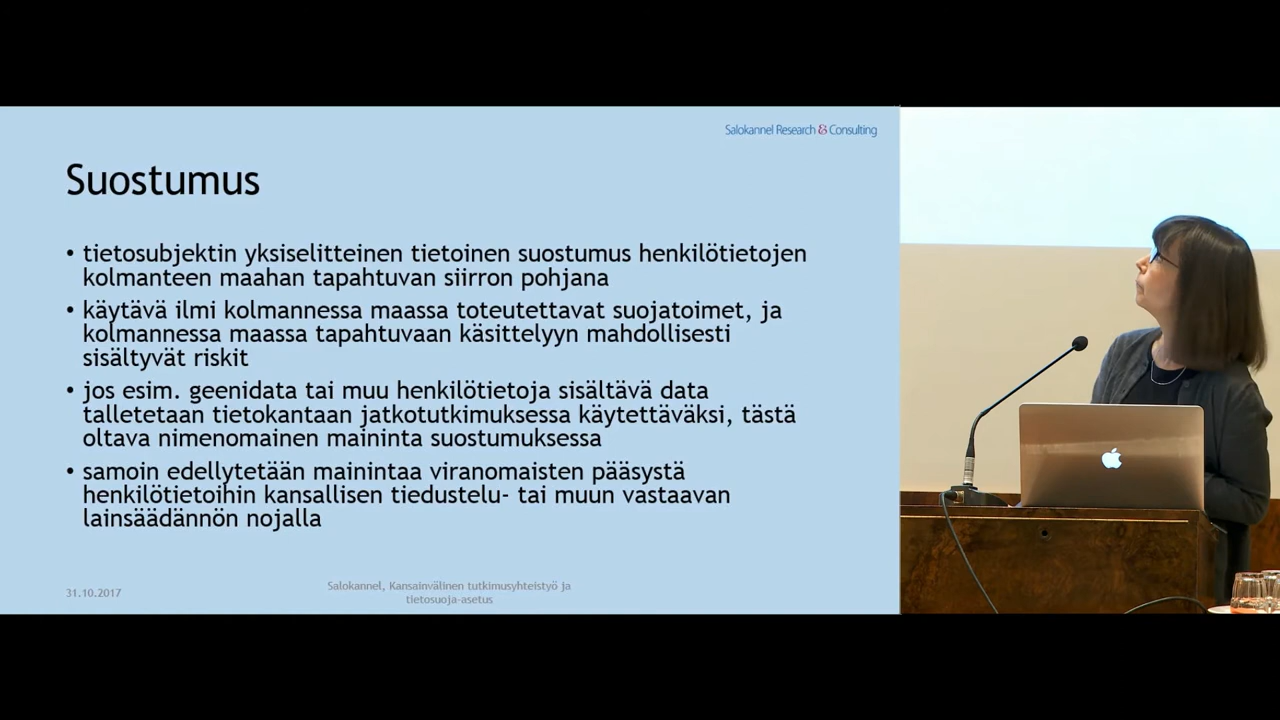 Salokannel Research & Consulting
Suostumus
• tietosubjektin yksiselitteinen tietoinen suostumus henkilötietojen
kolmanteen maahan tapahtuvan siirron pohjana
• käytävä ilmi kolmannessa maassa toteutettavat suojatoimet, ja
kolmannessa maassa tapahtuvaan käsittelyyn mahdollisesti
sisältyvät riskit
• jos esim. geenidata tai muu henkilötietoja sisältävä data
talletetaan tietokantaan jatkotutkimuksessa käytettäväksi, tästä
oltava nimenomainen maininta suostumuksessa
• samoin edellytetään mainintaa viranomaisten pääsystä
henkilötietoihin kansallisen tiedustelu- tai muun vastaavan
lainsäädännön nojalla
31.10.2017
Salokannel, Kansainvälinen tutkimusyhteistyö ja
tietosuoja-asetus